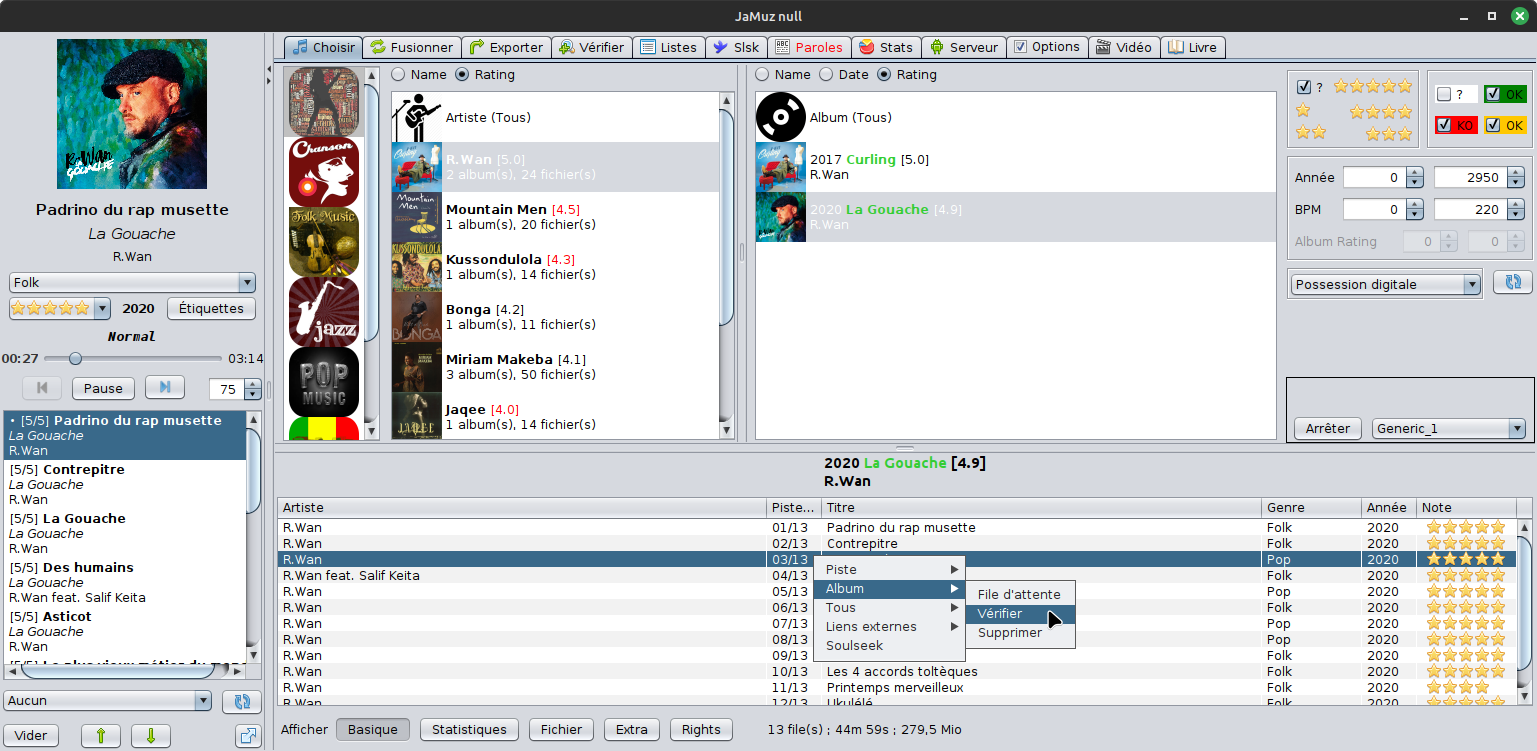 JaMuz null
R.Wan
GOUACHE
Padrino du rap musette
La Gouache
R.Wan
Folk
2020
Étiquettes
Normal
00:27
03:14
Pause
75
• [5/5] Padrino du rap musette
La Gouache
R.Wan
[5/5] Contrepitre
La Gouache
R.Wan
[5/5] La Gouache
La Gouache
R.Wan
[5/5] Des humains
La Gouache
R.Wan feat. Salif Keita
[5/5] Asticot
La Gouache
R.Wan
Aucun
Vider
Choisir
Fusionner
Exporter
Vérifier
Listes
Slsk
Paroles
Stats
Serveur
Options
Vidéo
Livre
Chanson
Folk Music
jazz
POP
MUSIC
Name
Rating
Artiste (Tous)
R.Wan [5.0]
2 album(s), 24 fichier(s)
Mountain Men [4.5]
1 album(s), 20 fichier(s)
Kussondulola [4.3]
1 album(s), 14 fichier(s)
Bonga [4.2]
1 album(s), 11 fichier(s)
Miriam Makeba [4.1]
3 album(s), 50 fichier(s)
Jaqee [4.0]
1 album(s), 14 fichier(s)
Name
Date
Rating
Album (Tous)
2017 Curling [5.0]
R.Wan
2020 La Gouache [4.9]
R.Wan
?
?
OK
KO
OK
Année
0
2950
BPM
0
220
Album Rating
0
0
Possession digitale
Arrêter
Generic_1
2020 La Gouache [4.9]
R.Wan
Artiste Piste... Titre Genre Année Note
R.Wan 01/13 Padrino du rap musette Folk 2020
R.Wan 02/13 Contrepitre Folk 2020
R.Wan 03/13 Pop 2020
R.Wan feat. Salif Keita 04/13 Folk 2020
R.Wan 05/13 Pop 2020
R.Wan 06/13 Folk 2020
R.Wan 07/13 Pop 2020
R.Wan 08/13 Pop 2020
R.Wan 09/13 Folk 2020
R.Wan 10/13 Les 4 accords toltèques Folk 2020
R.Wan 11/13 Printemps merveilleux Folk 2020
R.Wan 12/13 Ukulélé Folk 2020
Piste
Album
Tous
Liens externes
Soulseek
File d'attente
Vérifier
Supprimer
Afficher
Basique
Statistiques
Fichier
Extra
Rights
13 file(s) ; 44m 59s ; 279,5 Mio